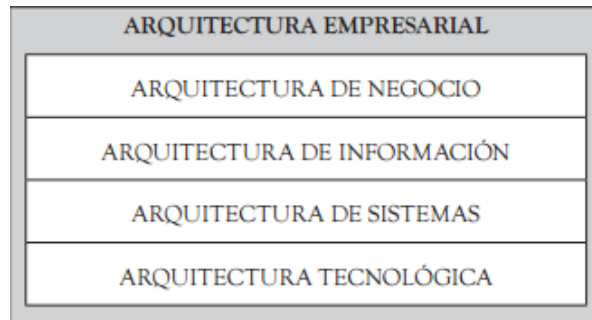 ARQUITECTURA EMPRESARIAL
ARQUITECTURA DE NEGOCIO
ARQUITECTURA DE INFORMACIÓN
ARQUITECTURA DE SISTEMAS
ARQUITECTURA TECNOLÓGICA